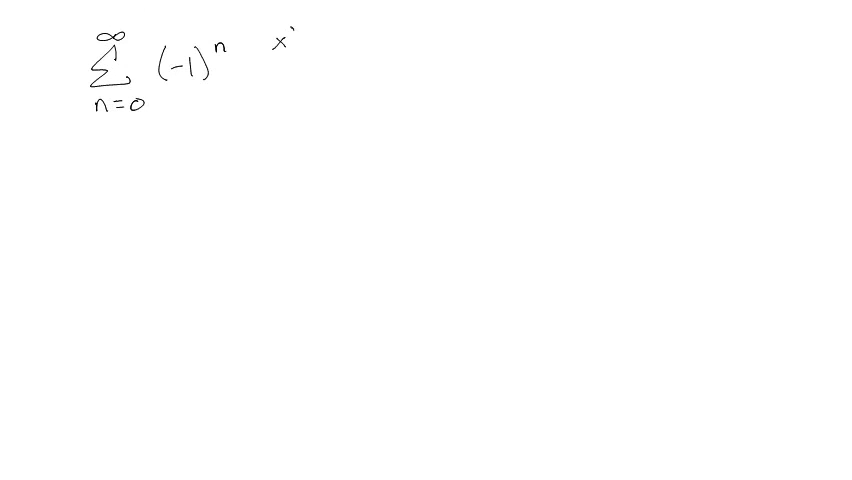 ∞
∑ (-1)^n x
n=0